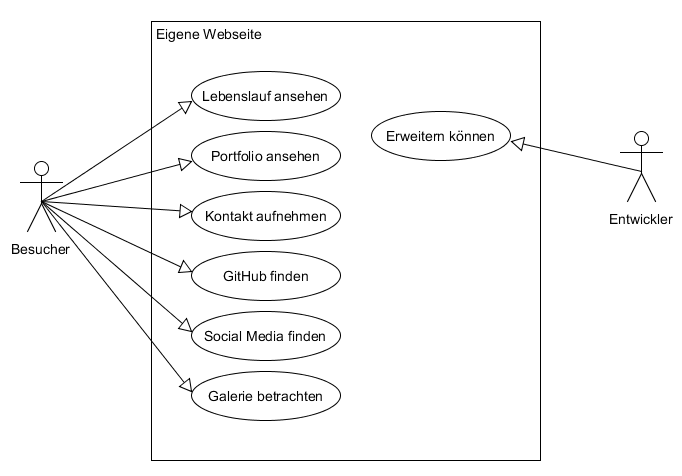 Eigene Webseite
Lebenslauf ansehen
Portfolio ansehen
Kontakt aufnehmen
GitHub finden
Social Media finden
Galerie betrachten
Erweitern können
Besucher
Entwickler